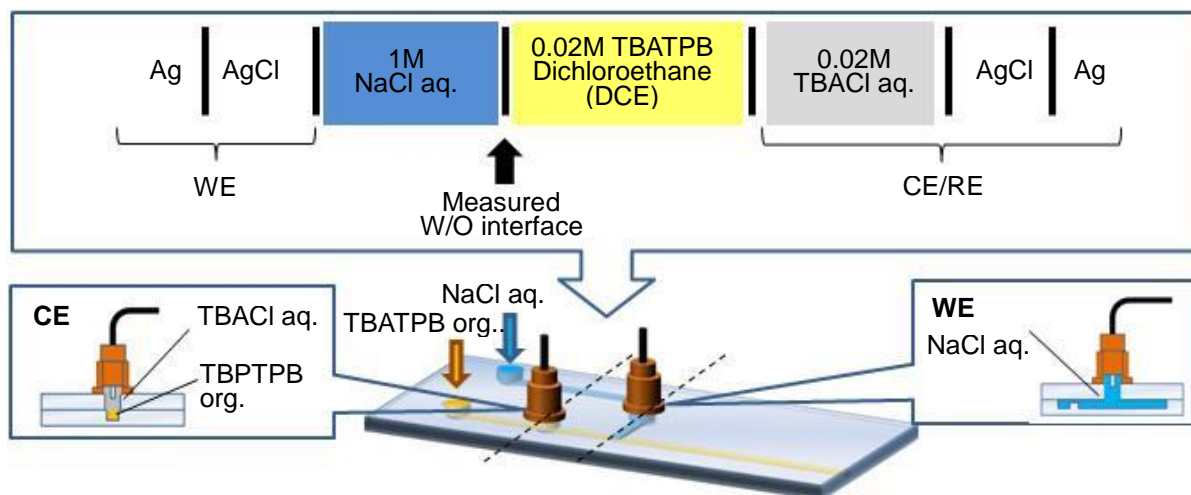 Ag
AgCl
1M
NaCl aq.
0.02M TBATPB
Dichloroethane
(DCE)
0.02M
TBACl aq.
AgCl
Ag
WE
Measured
W/O interface
CE/RE
CE
TBACl aq.
TBPTPB
org.
NaCl aq.
TBATPB org..
WE
NaCl aq.